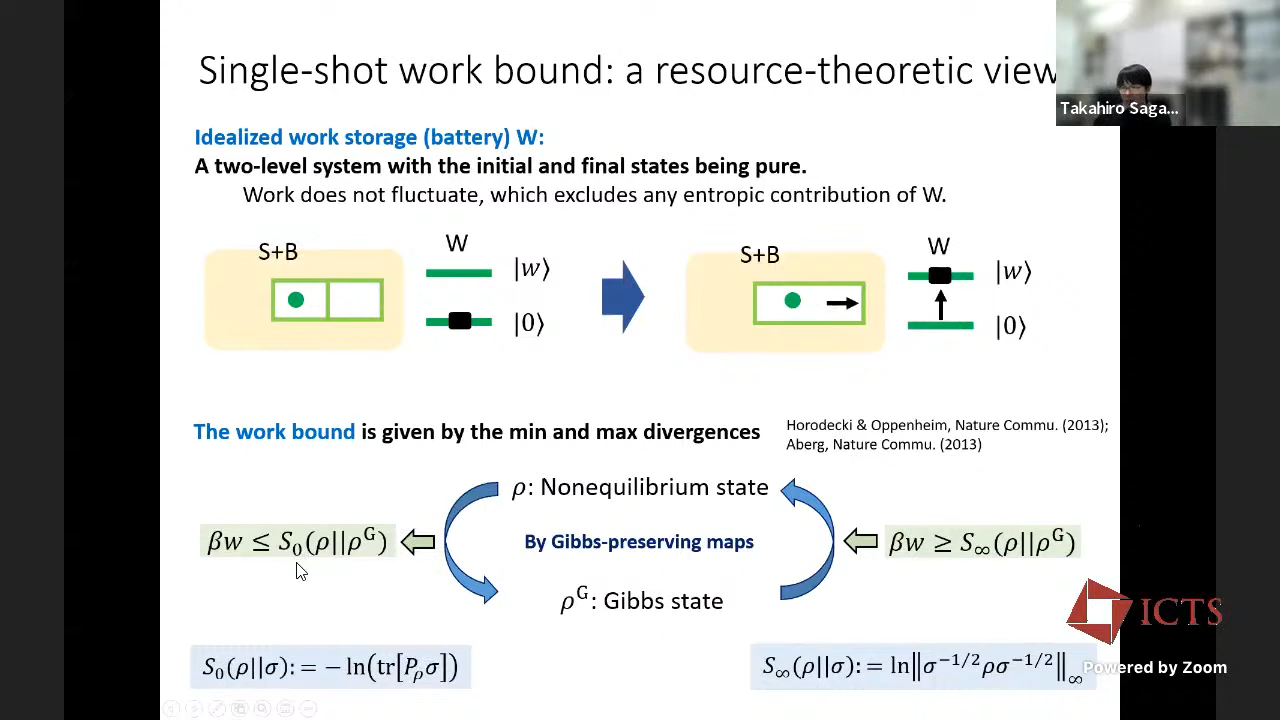 Single-shot work bound: a resource-theoretic view
Takahiro Saga...
Idealized work storage (battery) W:
A two-level system with the initial and final states being pure.
Work does not fluctuate, which excludes any entropic contribution of W.
S+B
W
|w⟩
|0⟩
S+B
W
|w⟩
|0⟩
The work bound is given by the min and max divergences
Horodecki & Oppenheim, Nature Commu. (2013);
Aberg, Nature Commu. (2013)
ρ: Nonequilibrium state
βw ≤ S₀(ρ||ρᴳ)
By Gibbs-preserving maps
βw ≥ S∞(ρ||ρᴳ)
ρᴳ: Gibbs state
S₀(ρ||σ): = − ln(tr[Pρσ])
S∞(ρ||σ): = ln‖σ⁻¹/²ρσ⁻¹/²‖∞
ICTS
Powered by Zoom